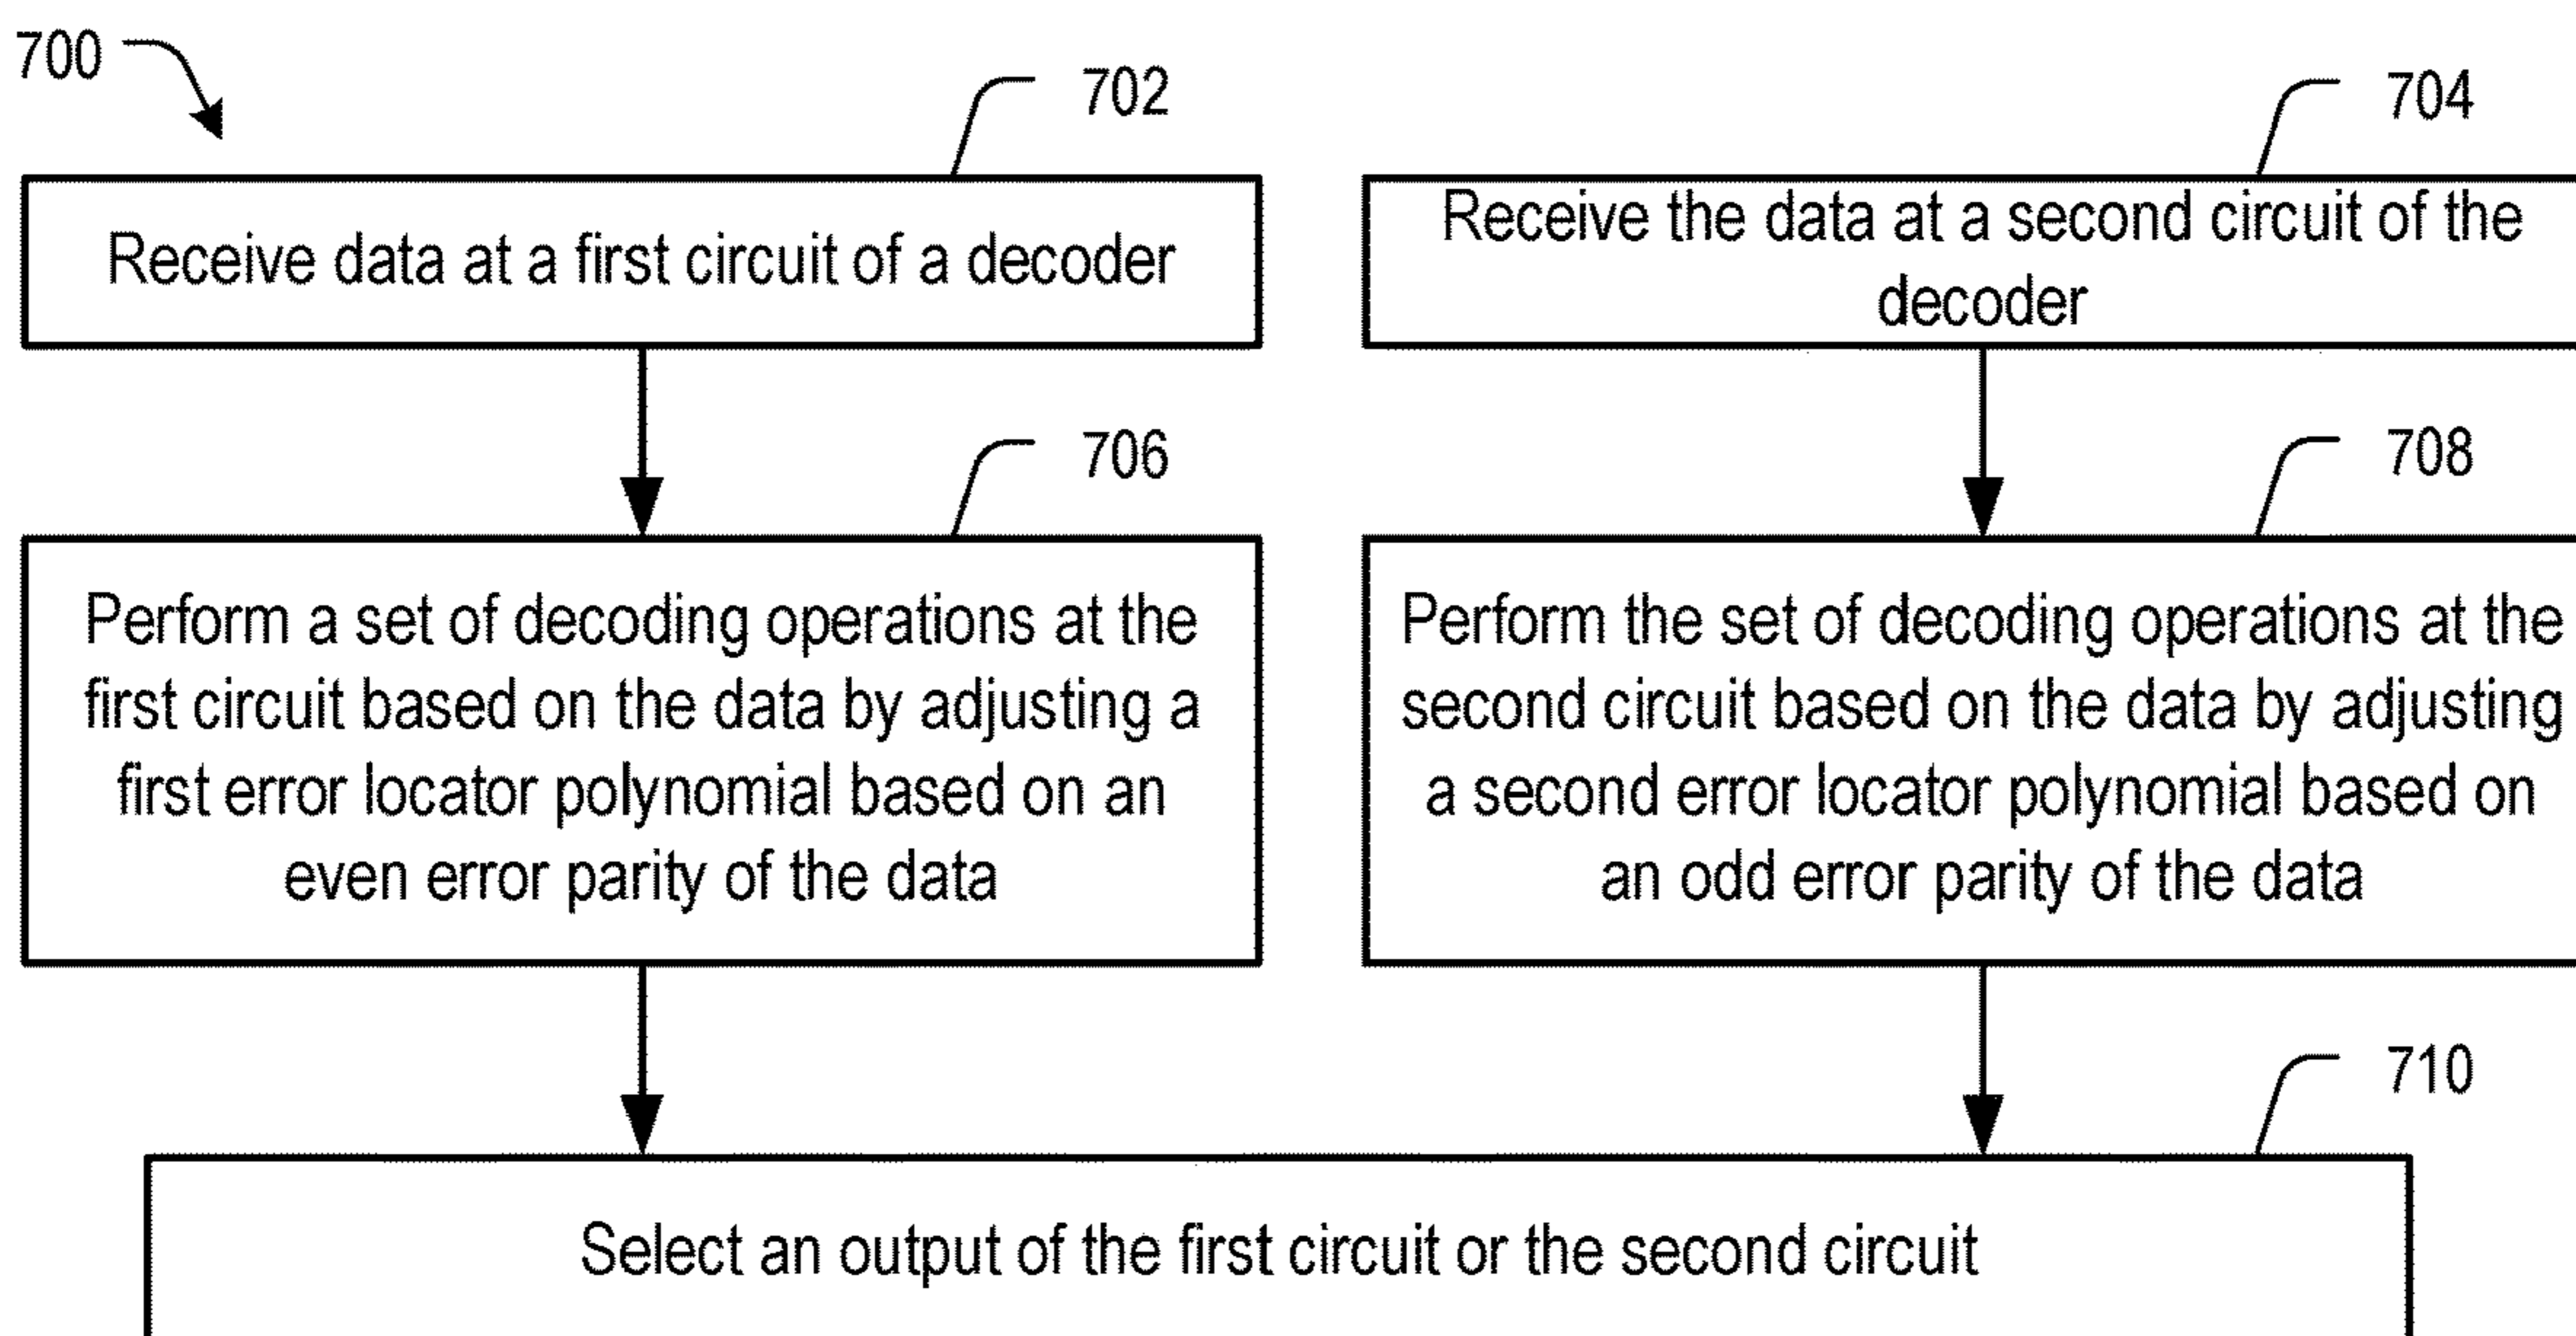 700
702
Receive data at a first circuit of a decoder
704
Receive the data at a second circuit of the
decoder
706
Perform a set of decoding operations at the
first circuit based on the data by adjusting a
first error locator polynomial based on an
even error parity of the data
708
Perform the set of decoding operations at the
second circuit based on the data by adjusting
a second error locator polynomial based on
an odd error parity of the data
710
Select an output of the first circuit or the second circuit